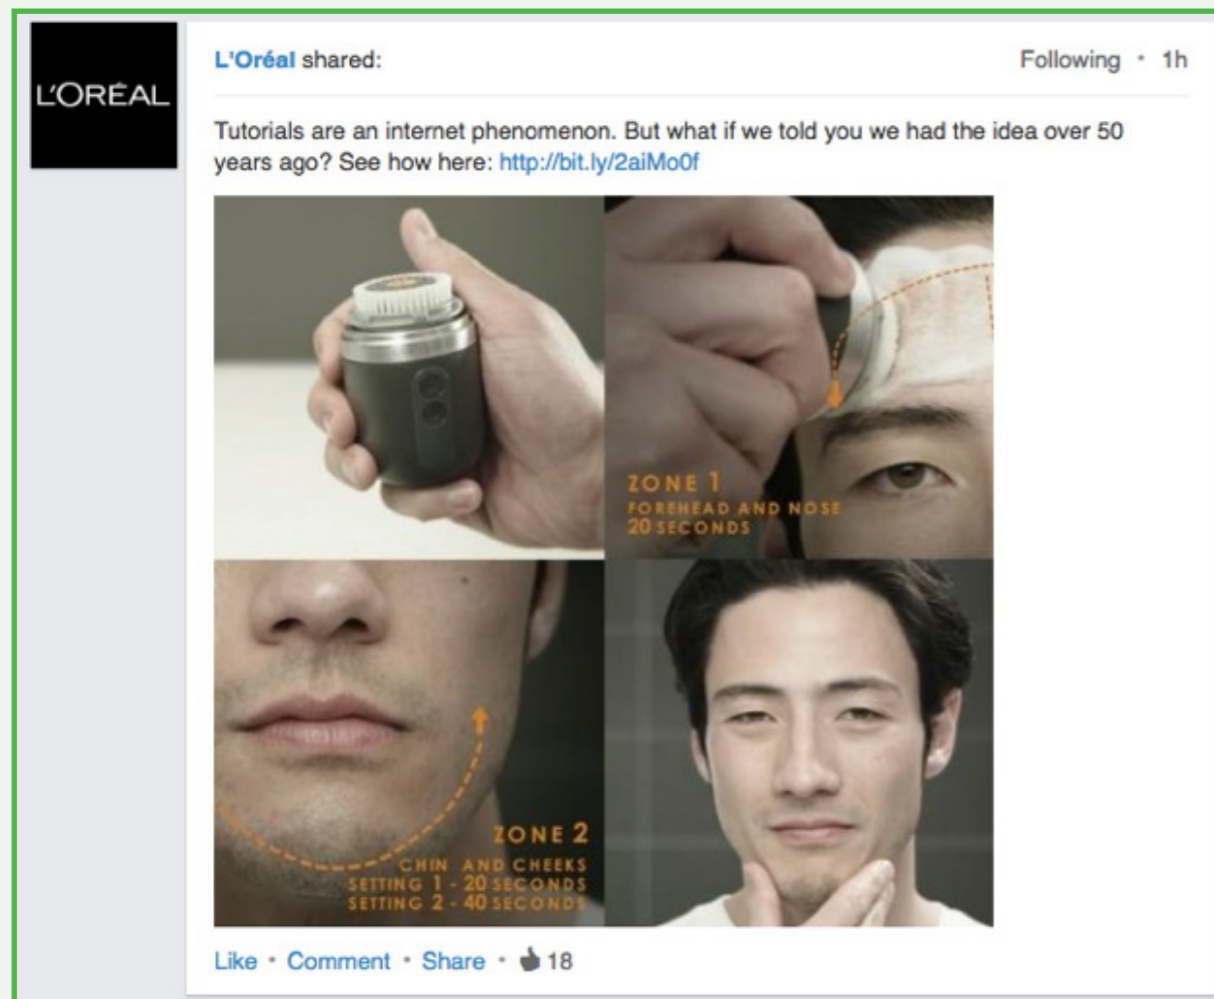 L'ORÉAL
L'Oréal shared:
Following • 1h
Tutorials are an internet phenomenon. But what if we told you we had the idea over 50
years ago? See how here: http://bit.ly/2aiMo0f
ZONE 1
FOREHEAD AND NOSE
20 SECONDS
ZONE 2
CHIN AND CHEEKS
SETTING 1 - 20 SECONDS
SETTING 2 - 40 SECONDS
Like • Comment • Share • 18